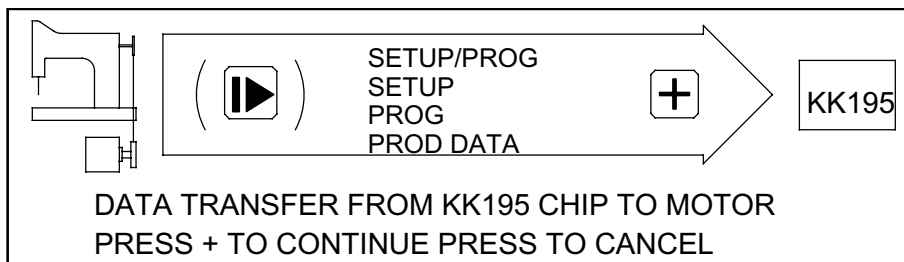 SETUP/PROG
SETUP
PROG
PROD DATA
KK195
DATA TRANSFER FROM KK195 CHIP TO MOTOR
PRESS + TO CONTINUE PRESS TO CANCEL